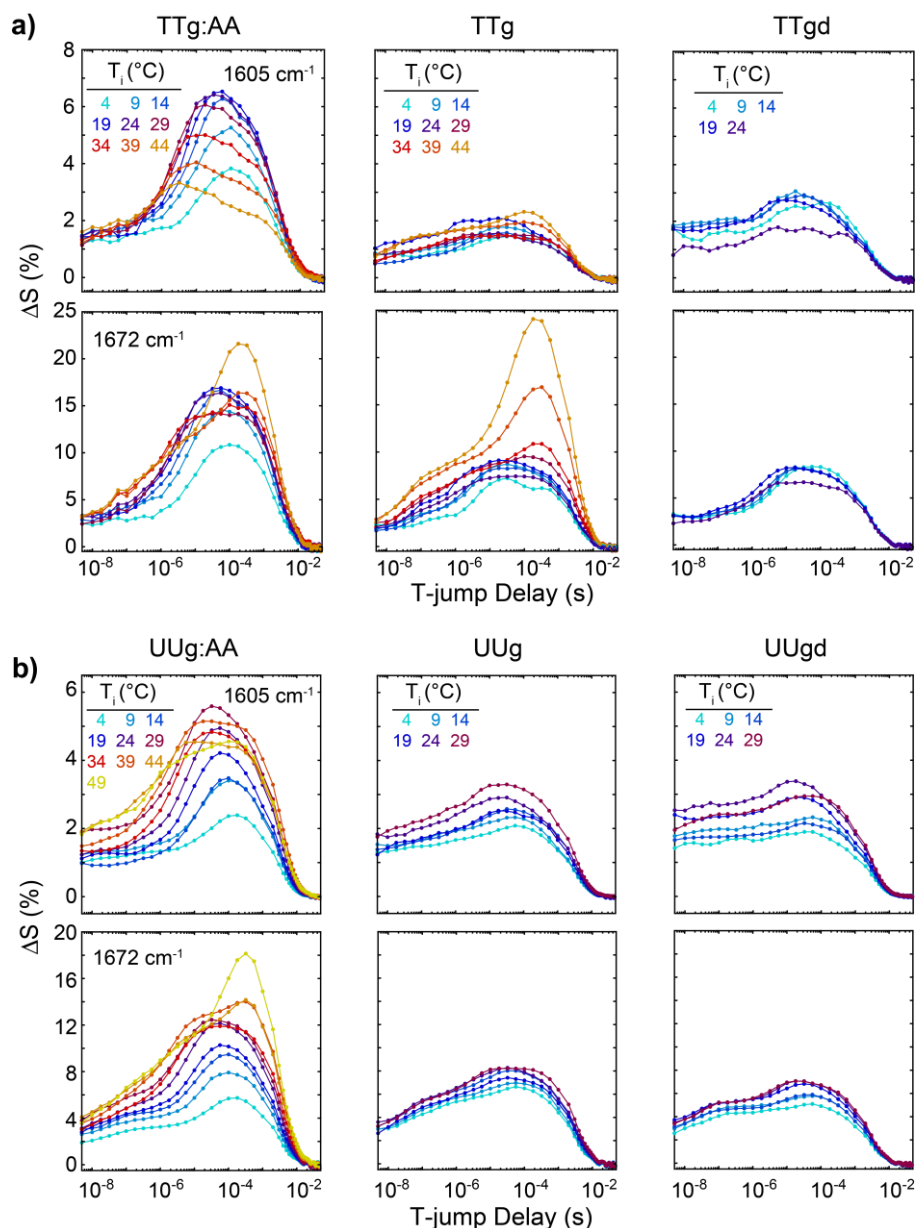 a)
TTg:AA TTg TTgd
8 6 4 2 0
ΔS (%)
Ti (°C) 1605 cm-1
4 9 14
19 24 29
34 39 44
Ti (°C)
4 9 14
19 24 29
34 39 44
Ti (°C)
4 9 14
19 24
25 20 15 10 5 0
1672 cm-1
10-8 10-6 10-4 10-2 10-8 10-6 10-4 10-2 10-8 10-6 10-4 10-2
T-jump Delay (s)
b)
UUg:AA UUg UUgd
6 4 2 0
ΔS (%)
Ti (°C) 1605 cm-1
4 9 14
19 24 29
34 39 44
49
Ti (°C)
4 9 14
19 24 29
Ti (°C)
4 9 14
19 24 29
20 16 12 8 4 0
1672 cm-1
10-8 10-6 10-4 10-2 10-8 10-6 10-4 10-2 10-8 10-6 10-4 10-2
T-jump Delay (s)